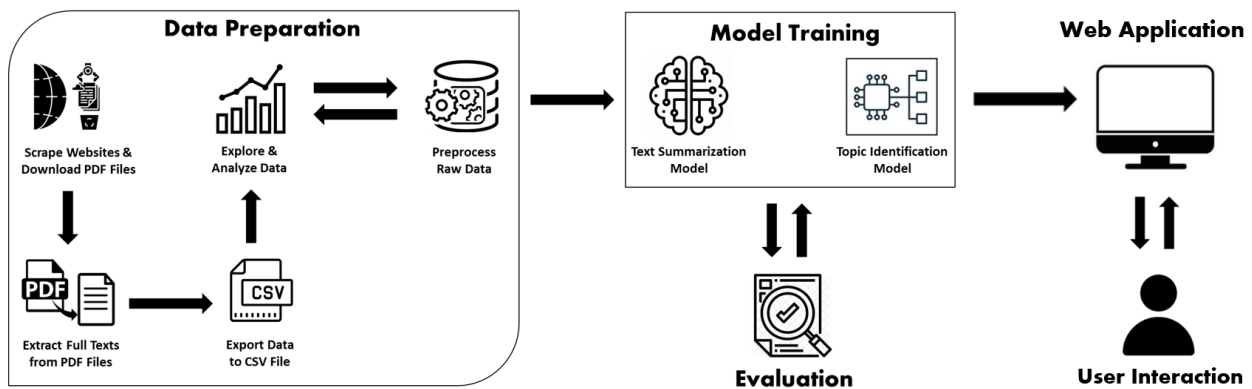 Data Preparation
Scrape Websites &
Download PDF Files
Explore &
Analyze Data
Preprocess
Raw Data
PDF
Extract Full Texts
from PDF Files
CSV
Export Data
to CSV File
Model Training
Text Summarization
Model
Topic Identification
Model
Evaluation
Web Application
User Interaction